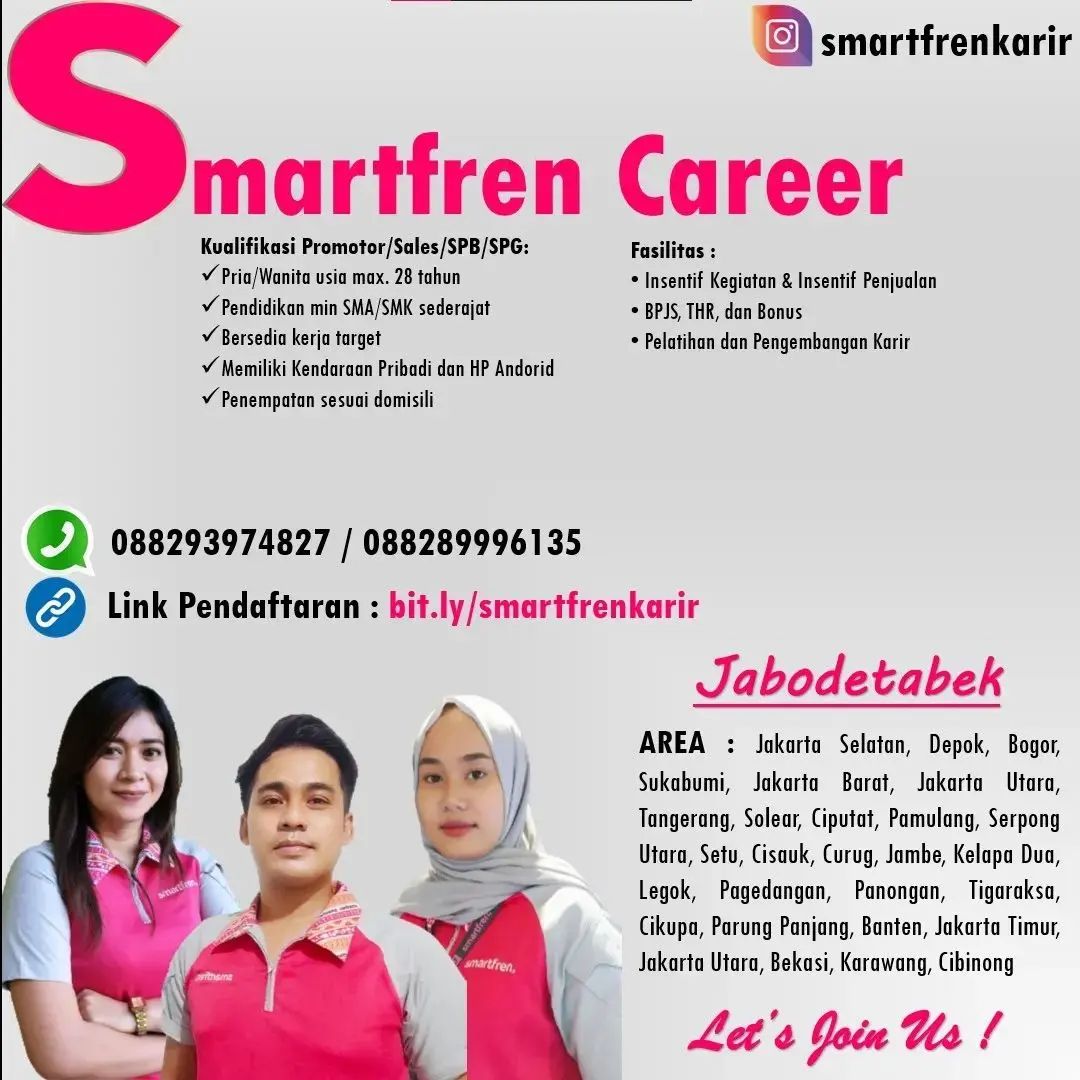 smartfrenkarir
Smartfren Career
Kualifikasi Promotor/Sales/SPB/SPG:
✓Pria/Wanita usia max. 28 tahun
✓Pendidikan min SMA/SMK sederajat
✓Bersedia kerja target
✓Memiliki Kendaraan Pribadi dan HP Andorid
✓Penempatan sesuai domisili
Fasilitas :
• Insentif Kegiatan & Insentif Penjualan
• BPJS, THR, dan Bonus
• Pelatihan dan Pengembangan Karir
088293974827 / 088289996135
Link Pendaftaran : bit.ly/smartfrenkarir
Jabodetabek
AREA : Jakarta Selatan, Depok, Bogor,
Sukabumi, Jakarta Barat, Jakarta Utara,
Tangerang, Solear, Ciputat, Pamulang, Serpong
Utara, Setu, Cisauk, Curug, Jambe, Kelapa Dua,
Legok, Pagedangan, Panongan, Tigaraksa,
Cikupa, Parung Panjang, Banten, Jakarta Timur,
Jakarta Utara, Bekasi, Karawang, Cibinong
Let's Join Us !
smartfren
smartfren.